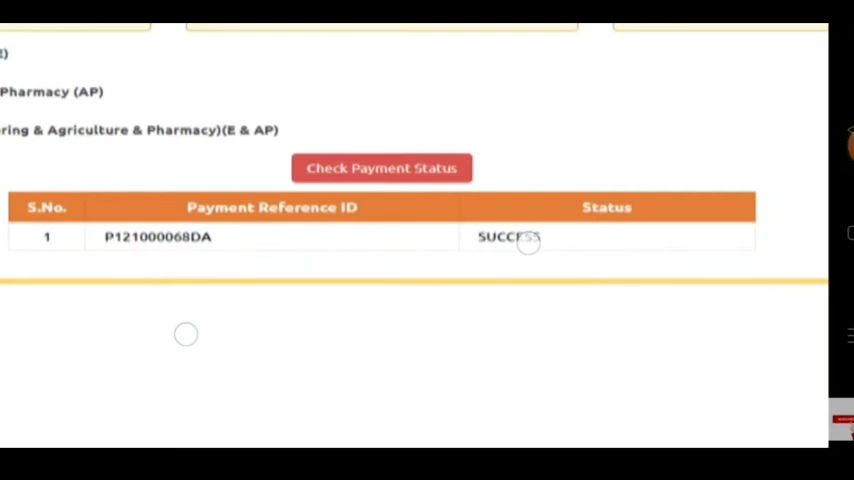 E)
Pharmacy (AP)
ring & Agriculture & Pharmacy)(E & AP)
Check Payment Status
S.No. Payment Reference ID Status
1 P121000068DA SUCCESS